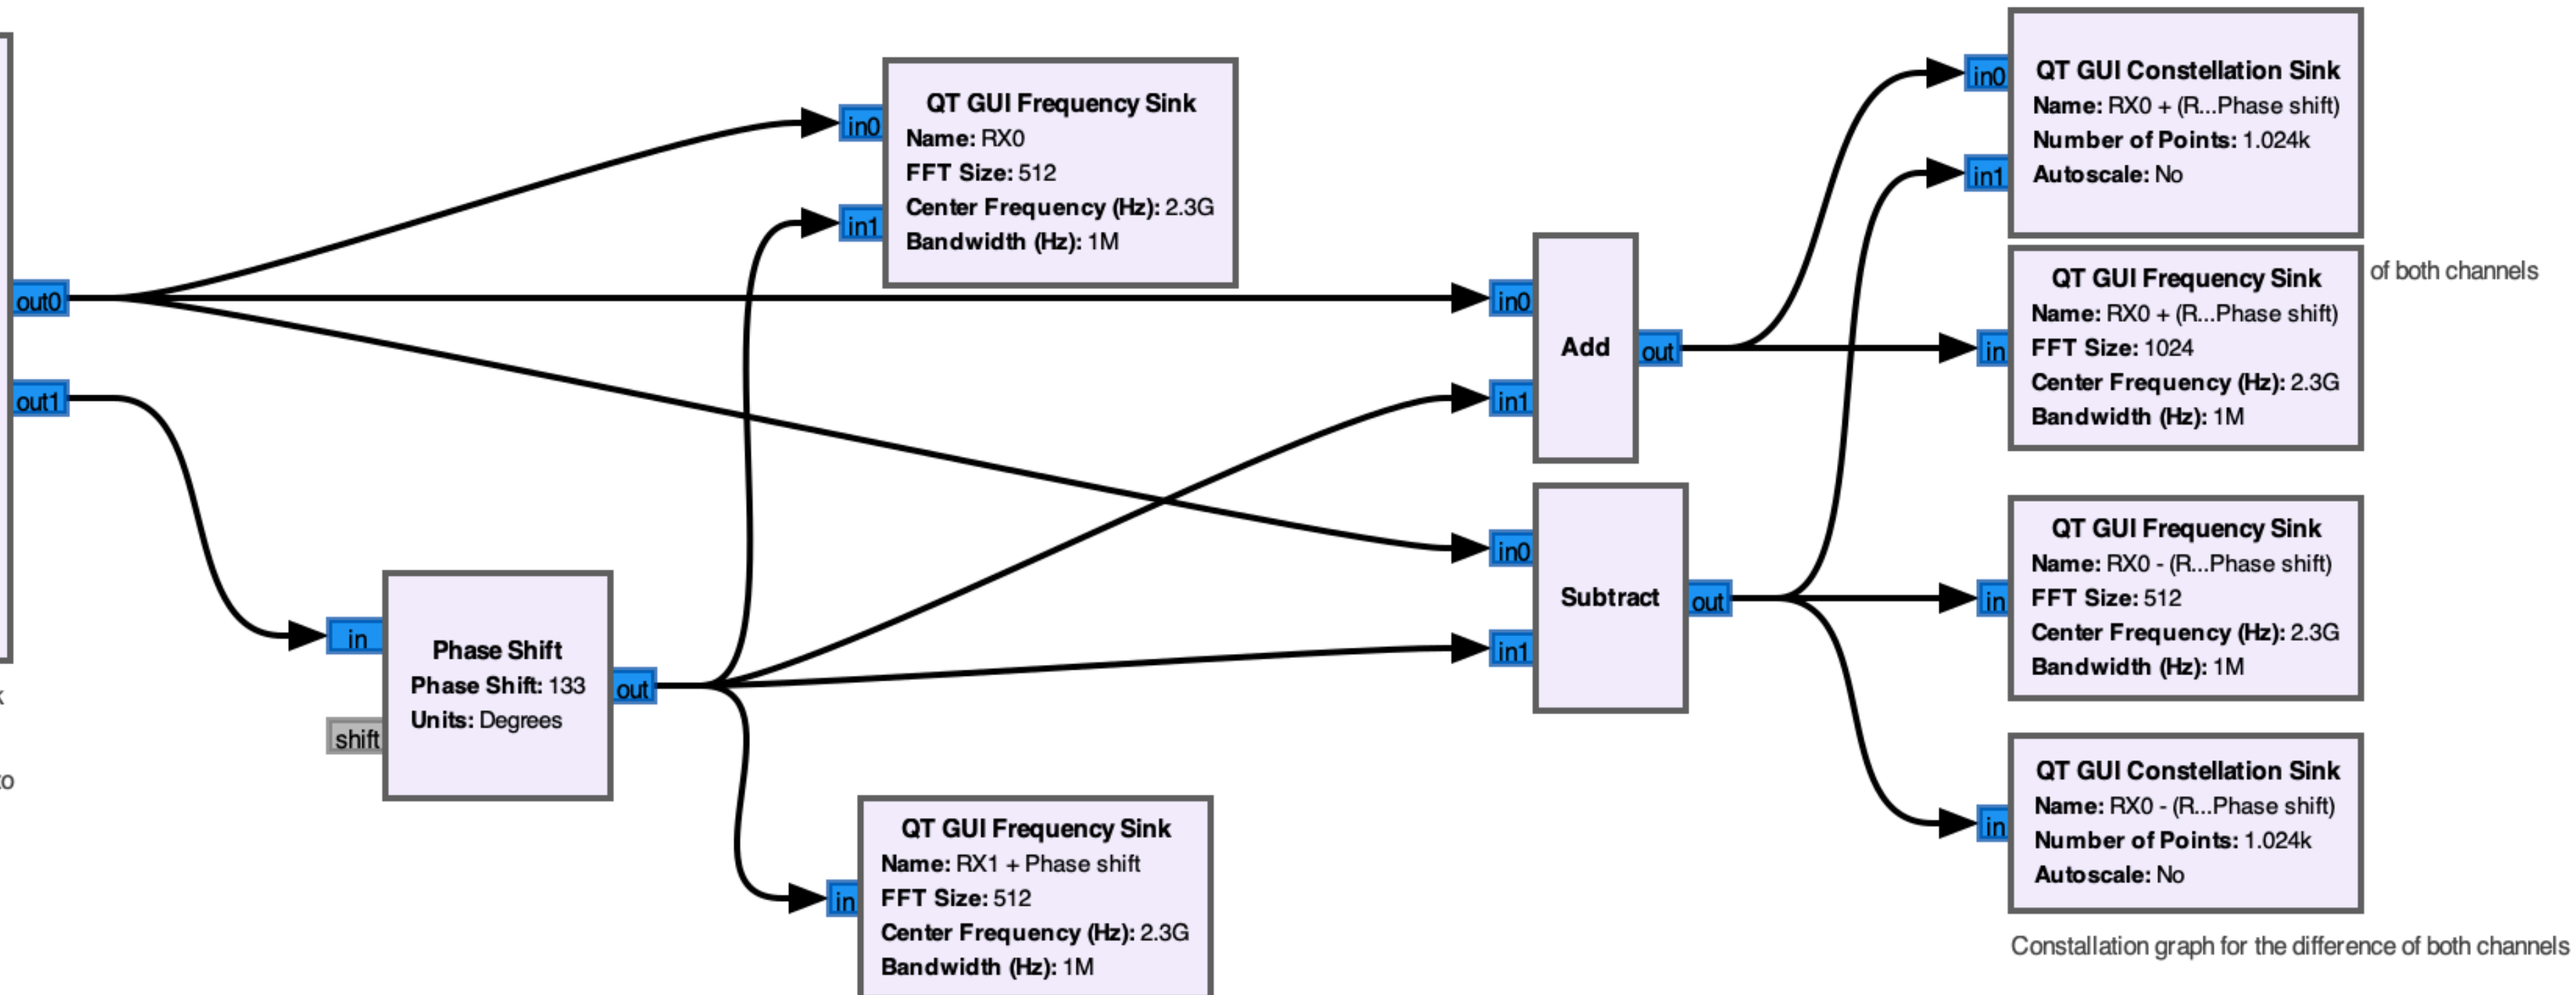 out0
out1
k
to
in
shift
Phase Shift
Phase Shift: 133
Units: Degrees
out
in0
in1
QT GUI Frequency Sink
Name: RX0
FFT Size: 512
Center Frequency (Hz): 2.3G
Bandwidth (Hz): 1M
in
QT GUI Frequency Sink
Name: RX1 + Phase shift
FFT Size: 512
Center Frequency (Hz): 2.3G
Bandwidth (Hz): 1M
in0
in1
Add
out
in0
in1
Subtract
out
in0
in1
QT GUI Constellation Sink
Name: RX0 + (R...Phase shift)
Number of Points: 1.024k
Autoscale: No
of both channels
in
QT GUI Frequency Sink
Name: RX0 + (R...Phase shift)
FFT Size: 1024
Center Frequency (Hz): 2.3G
Bandwidth (Hz): 1M
in
QT GUI Frequency Sink
Name: RX0 - (R...Phase shift)
FFT Size: 512
Center Frequency (Hz): 2.3G
Bandwidth (Hz): 1M
in
QT GUI Constellation Sink
Name: RX0 - (R...Phase shift)
Number of Points: 1.024k
Autoscale: No
Constallation graph for the difference of both channels